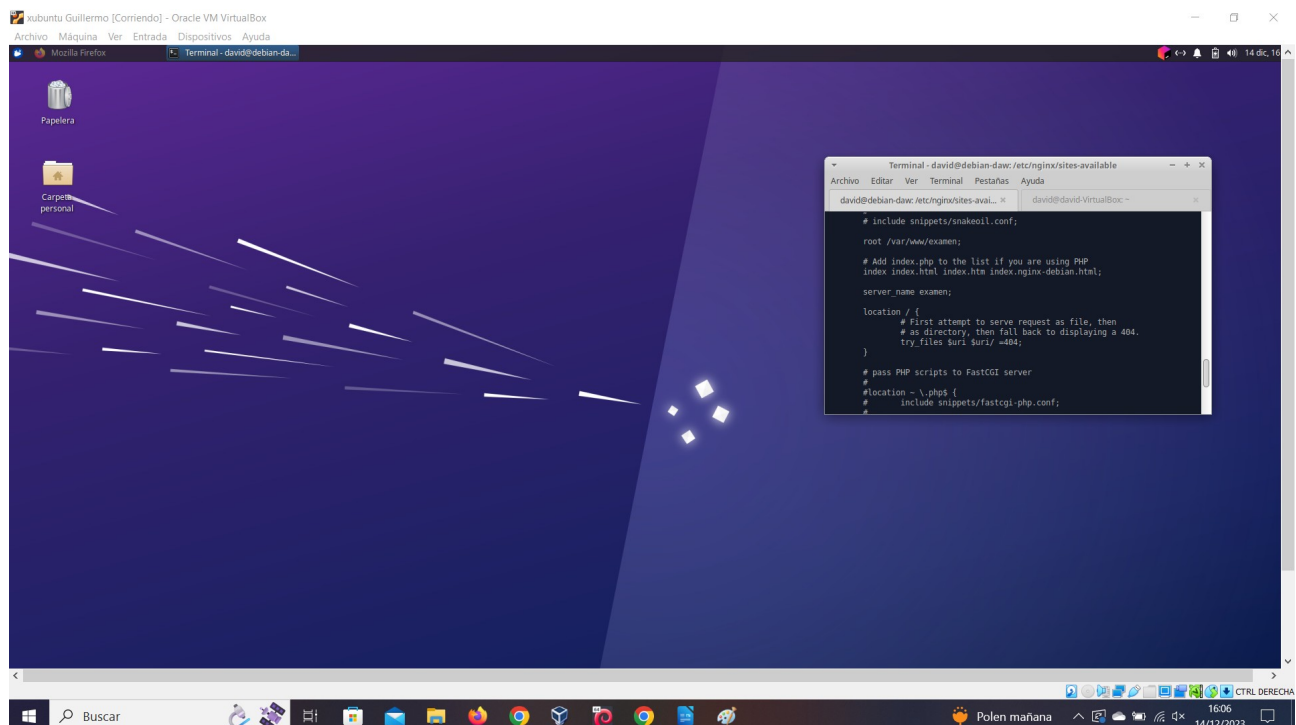 xubuntu Guillermo [Corriendo] - Oracle VM VirtualBox
Archivo Máquina Ver Entrada Dispositivos Ayuda
Mozilla Firefox Terminal - david@debian-da... 14 dic, 16
Papelera
Carpeta
personal
Terminal - david@debian-daw: /etc/nginx/sites-available
Archivo Editar Ver Terminal Pestañas Ayuda
david@debian-daw: /etc/nginx/sites-avai... david@david-VirtualBox: ~
#
# include snippets/snakeoil.conf;
root /var/www/examen;
# Add index.php to the list if you are using PHP
index index.html index.htm index.nginx-debian.html;
server_name examen;
location / {
# First attempt to serve request as file, then
# as directory, then fall back to displaying a 404.
try_files $uri $uri/ =404;
}
# pass PHP scripts to FastCGI server
#
#location ~ \.php$ {
# include snippets/fastcgi-php.conf;
#
CTRL DERECHA
Buscar Polen mañana 16:06
14/12/2023